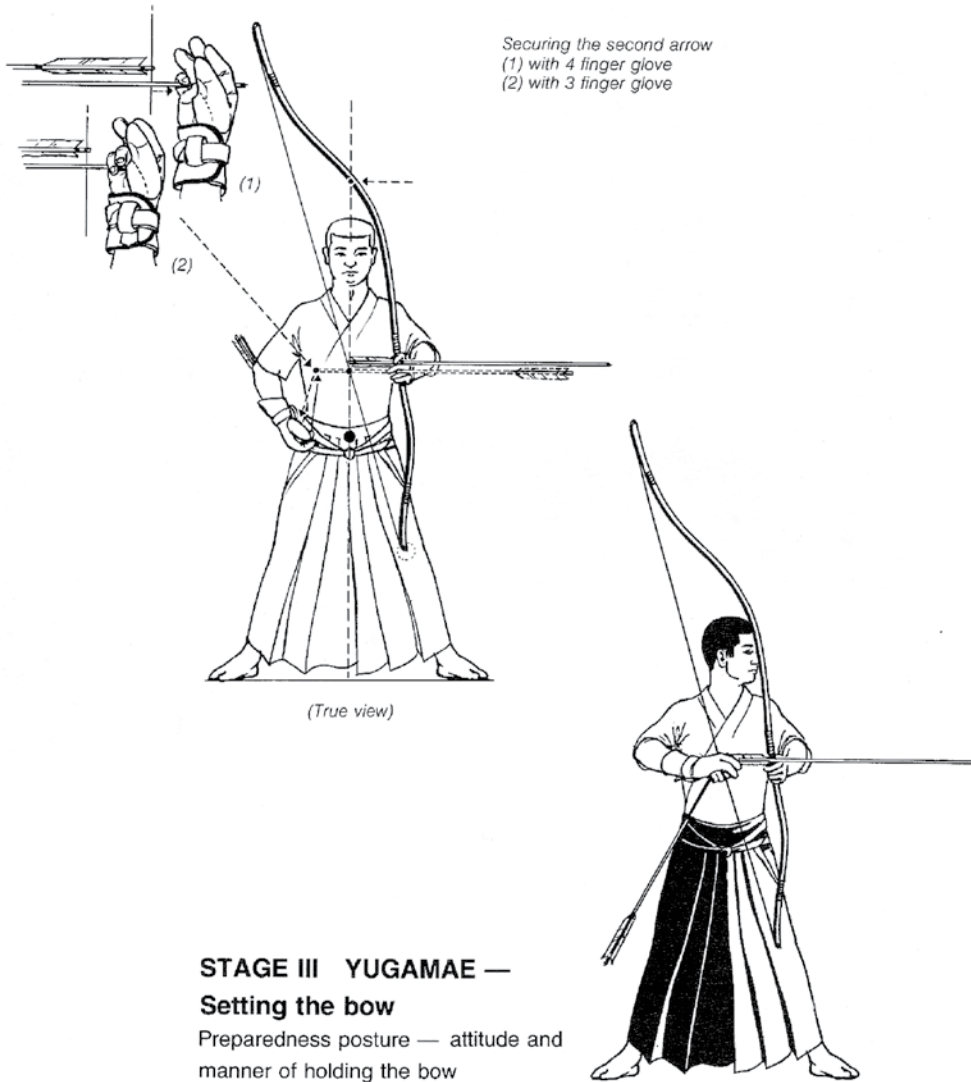 Securing the second arrow
(1) with 4 finger glove
(2) with 3 finger glove
(1)
(2)
(True view)
STAGE III YUGAMAE —
Setting the bow
Preparedness posture — attitude and
manner of holding the bow